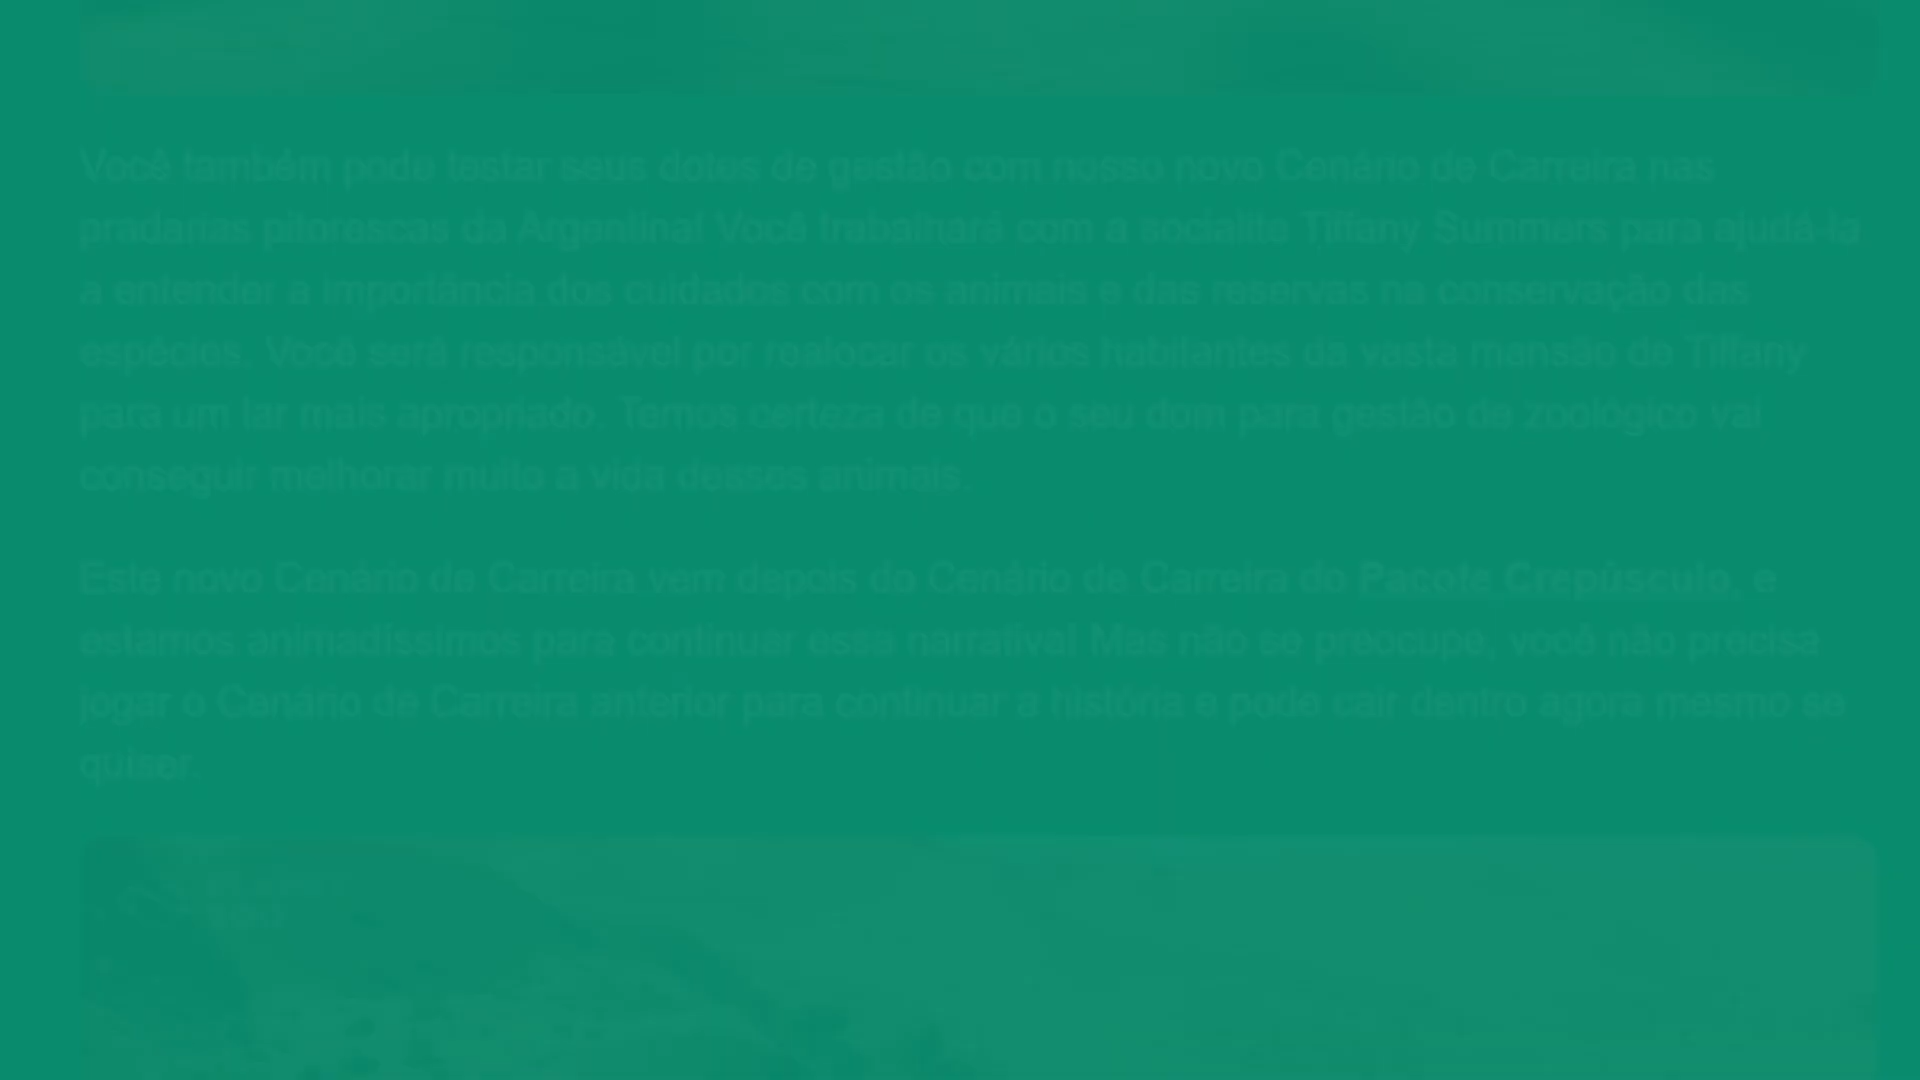 Você também pode testar seus dotes de gestão com nosso novo Cenário de Carreira nas
pradarias pitorescas da Argentina! Você trabalhará com a socialite Tiffany Summers para ajudá-la
a entender a importância dos cuidados com os animais e das reservas na conservação das
espécies. Você será responsável por realocar os vários habitantes da vasta mansão de Tiffany
para um lar mais apropriado. Temos certeza de que o seu dom para gestão de zoológico vai
conseguir melhorar muito a vida desses animais.
Este novo Cenário de Carreira vem depois do Cenário de Carreira do Pacote Crepúsculo, e
estamos animadíssimos para continuar essa narrativa! Mas não se preocupe, você não precisa
jogar o Cenário de Carreira anterior para continuar a história e pode cair dentro agora mesmo se
quiser.